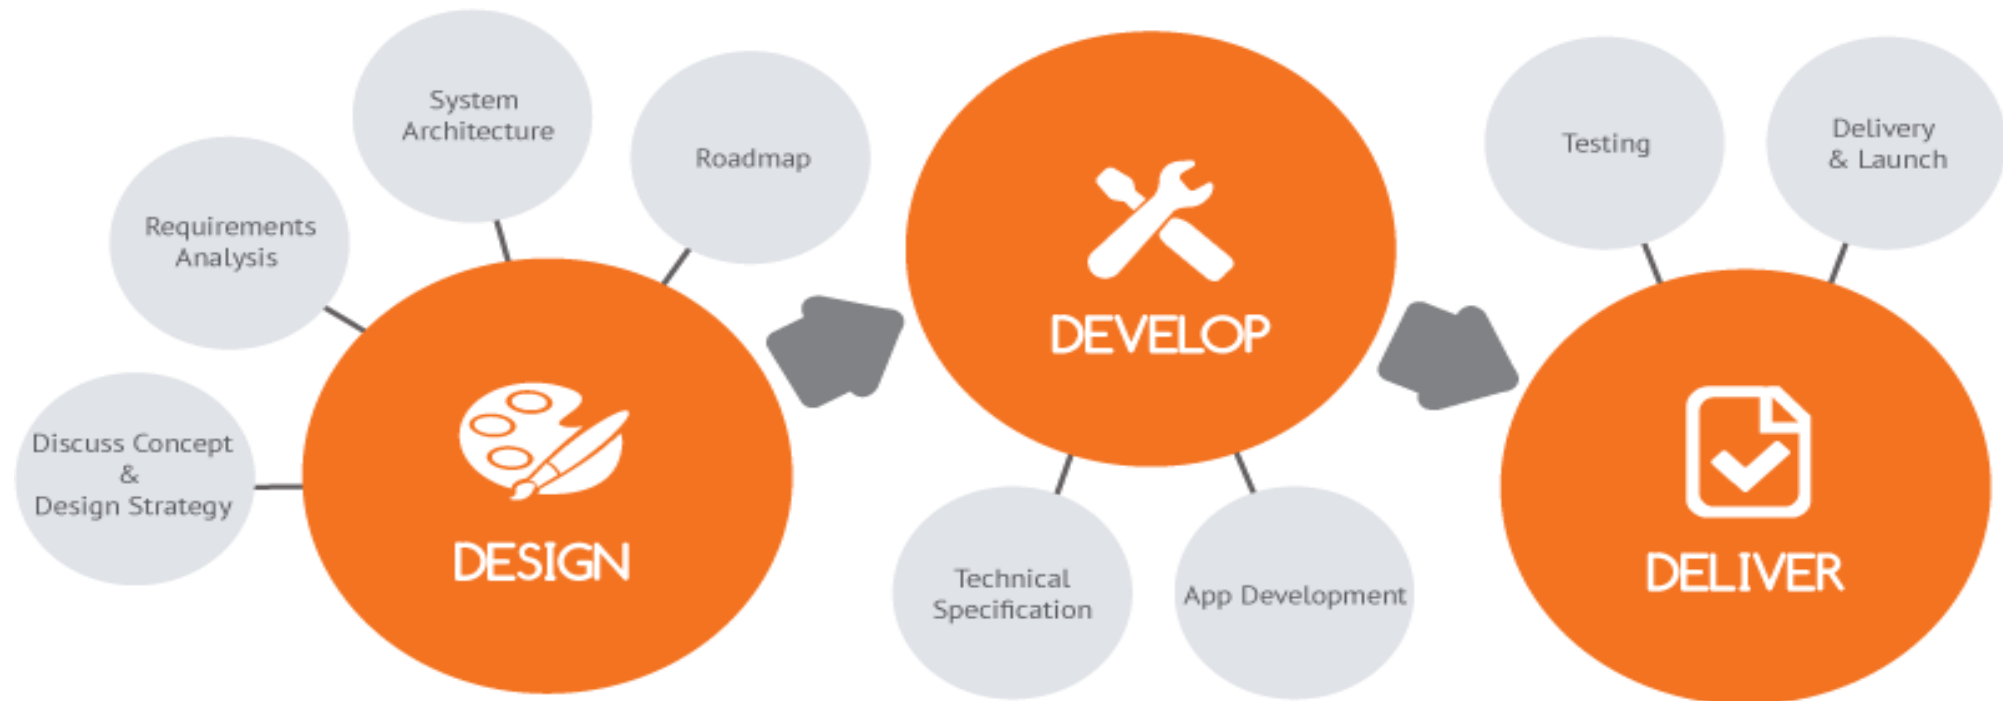 System
Architecture
Roadmap
Requirements
Analysis
Discuss Concept
&
Design Strategy
DESIGN
DEVELOP
Technical
Specification
App Development
Testing
Delivery
& Launch
DELIVER